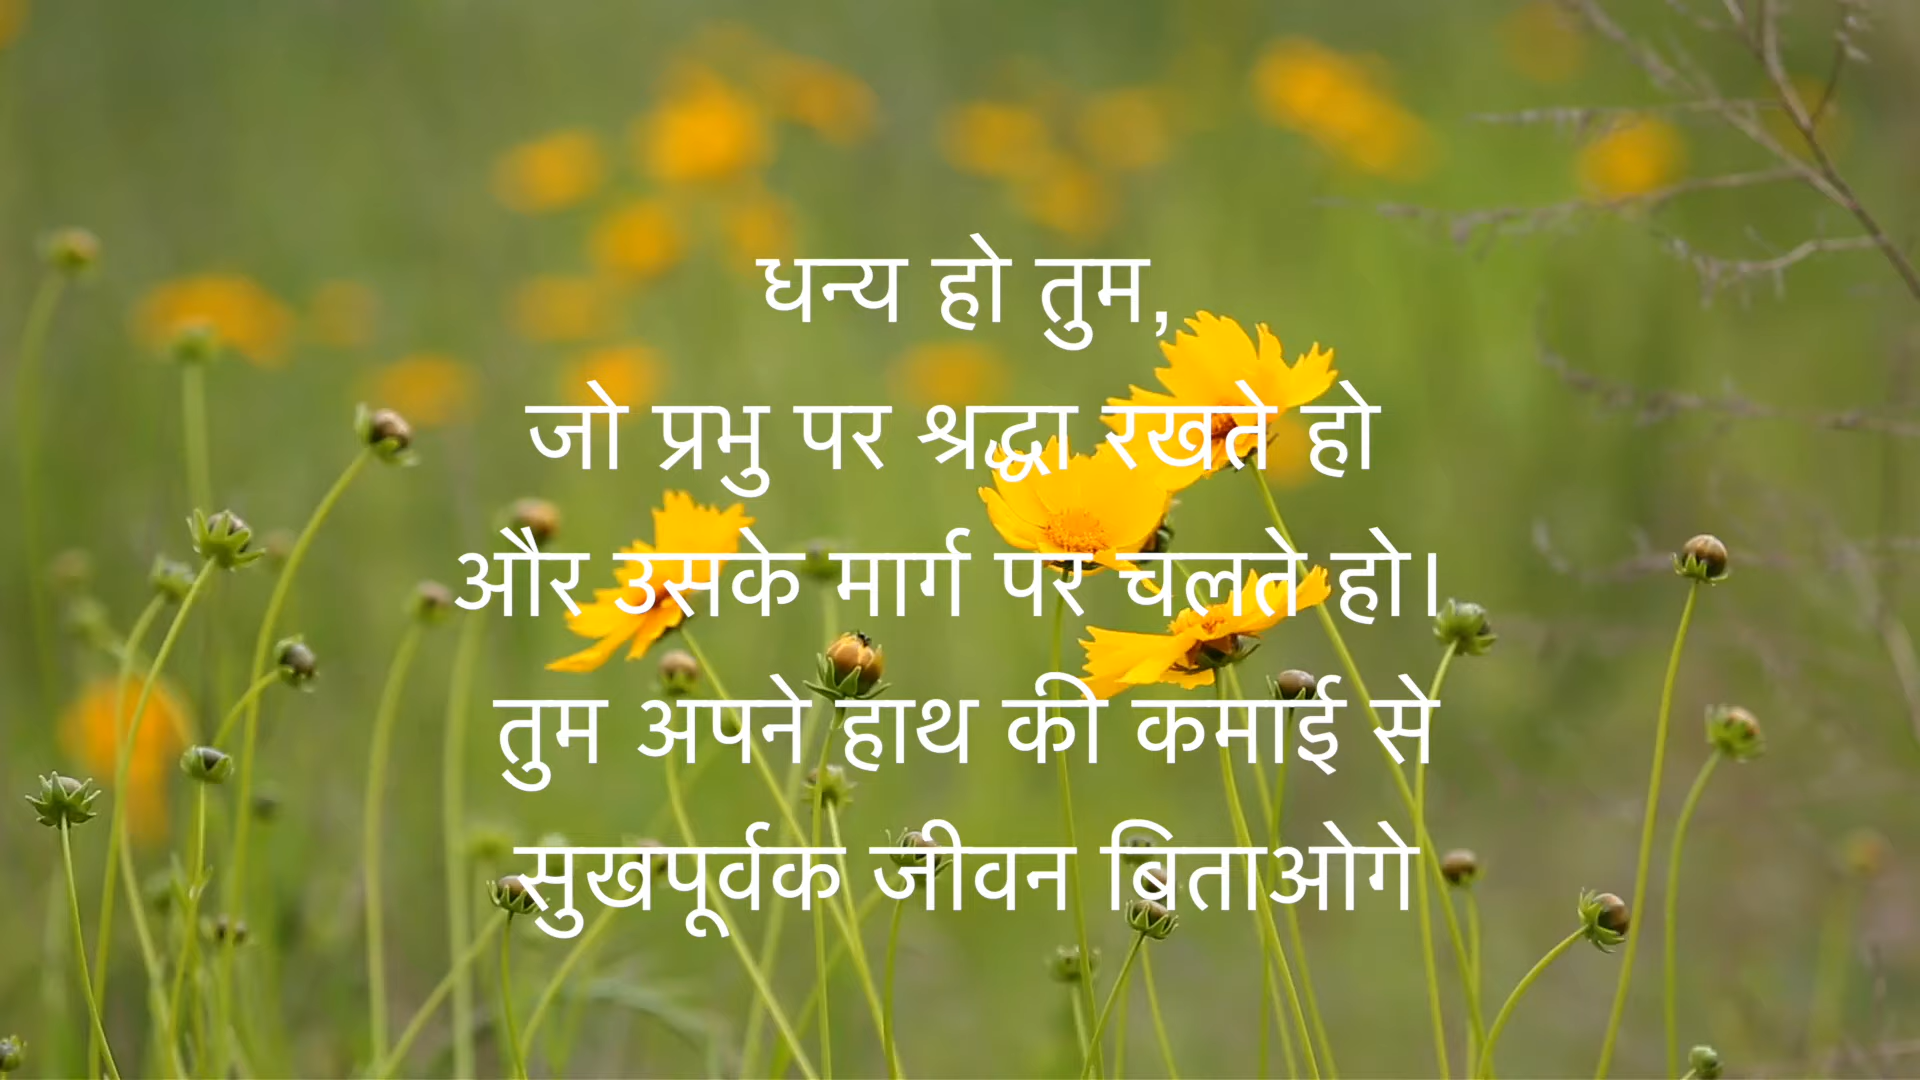 धन्य हो तुम,
जो प्रभु पर श्रद्धा रखते हो
और उसके मार्ग पर चलते हो।
तुम अपने हाथ की कमाई से
सुखपूर्वक जीवन बिताओगे